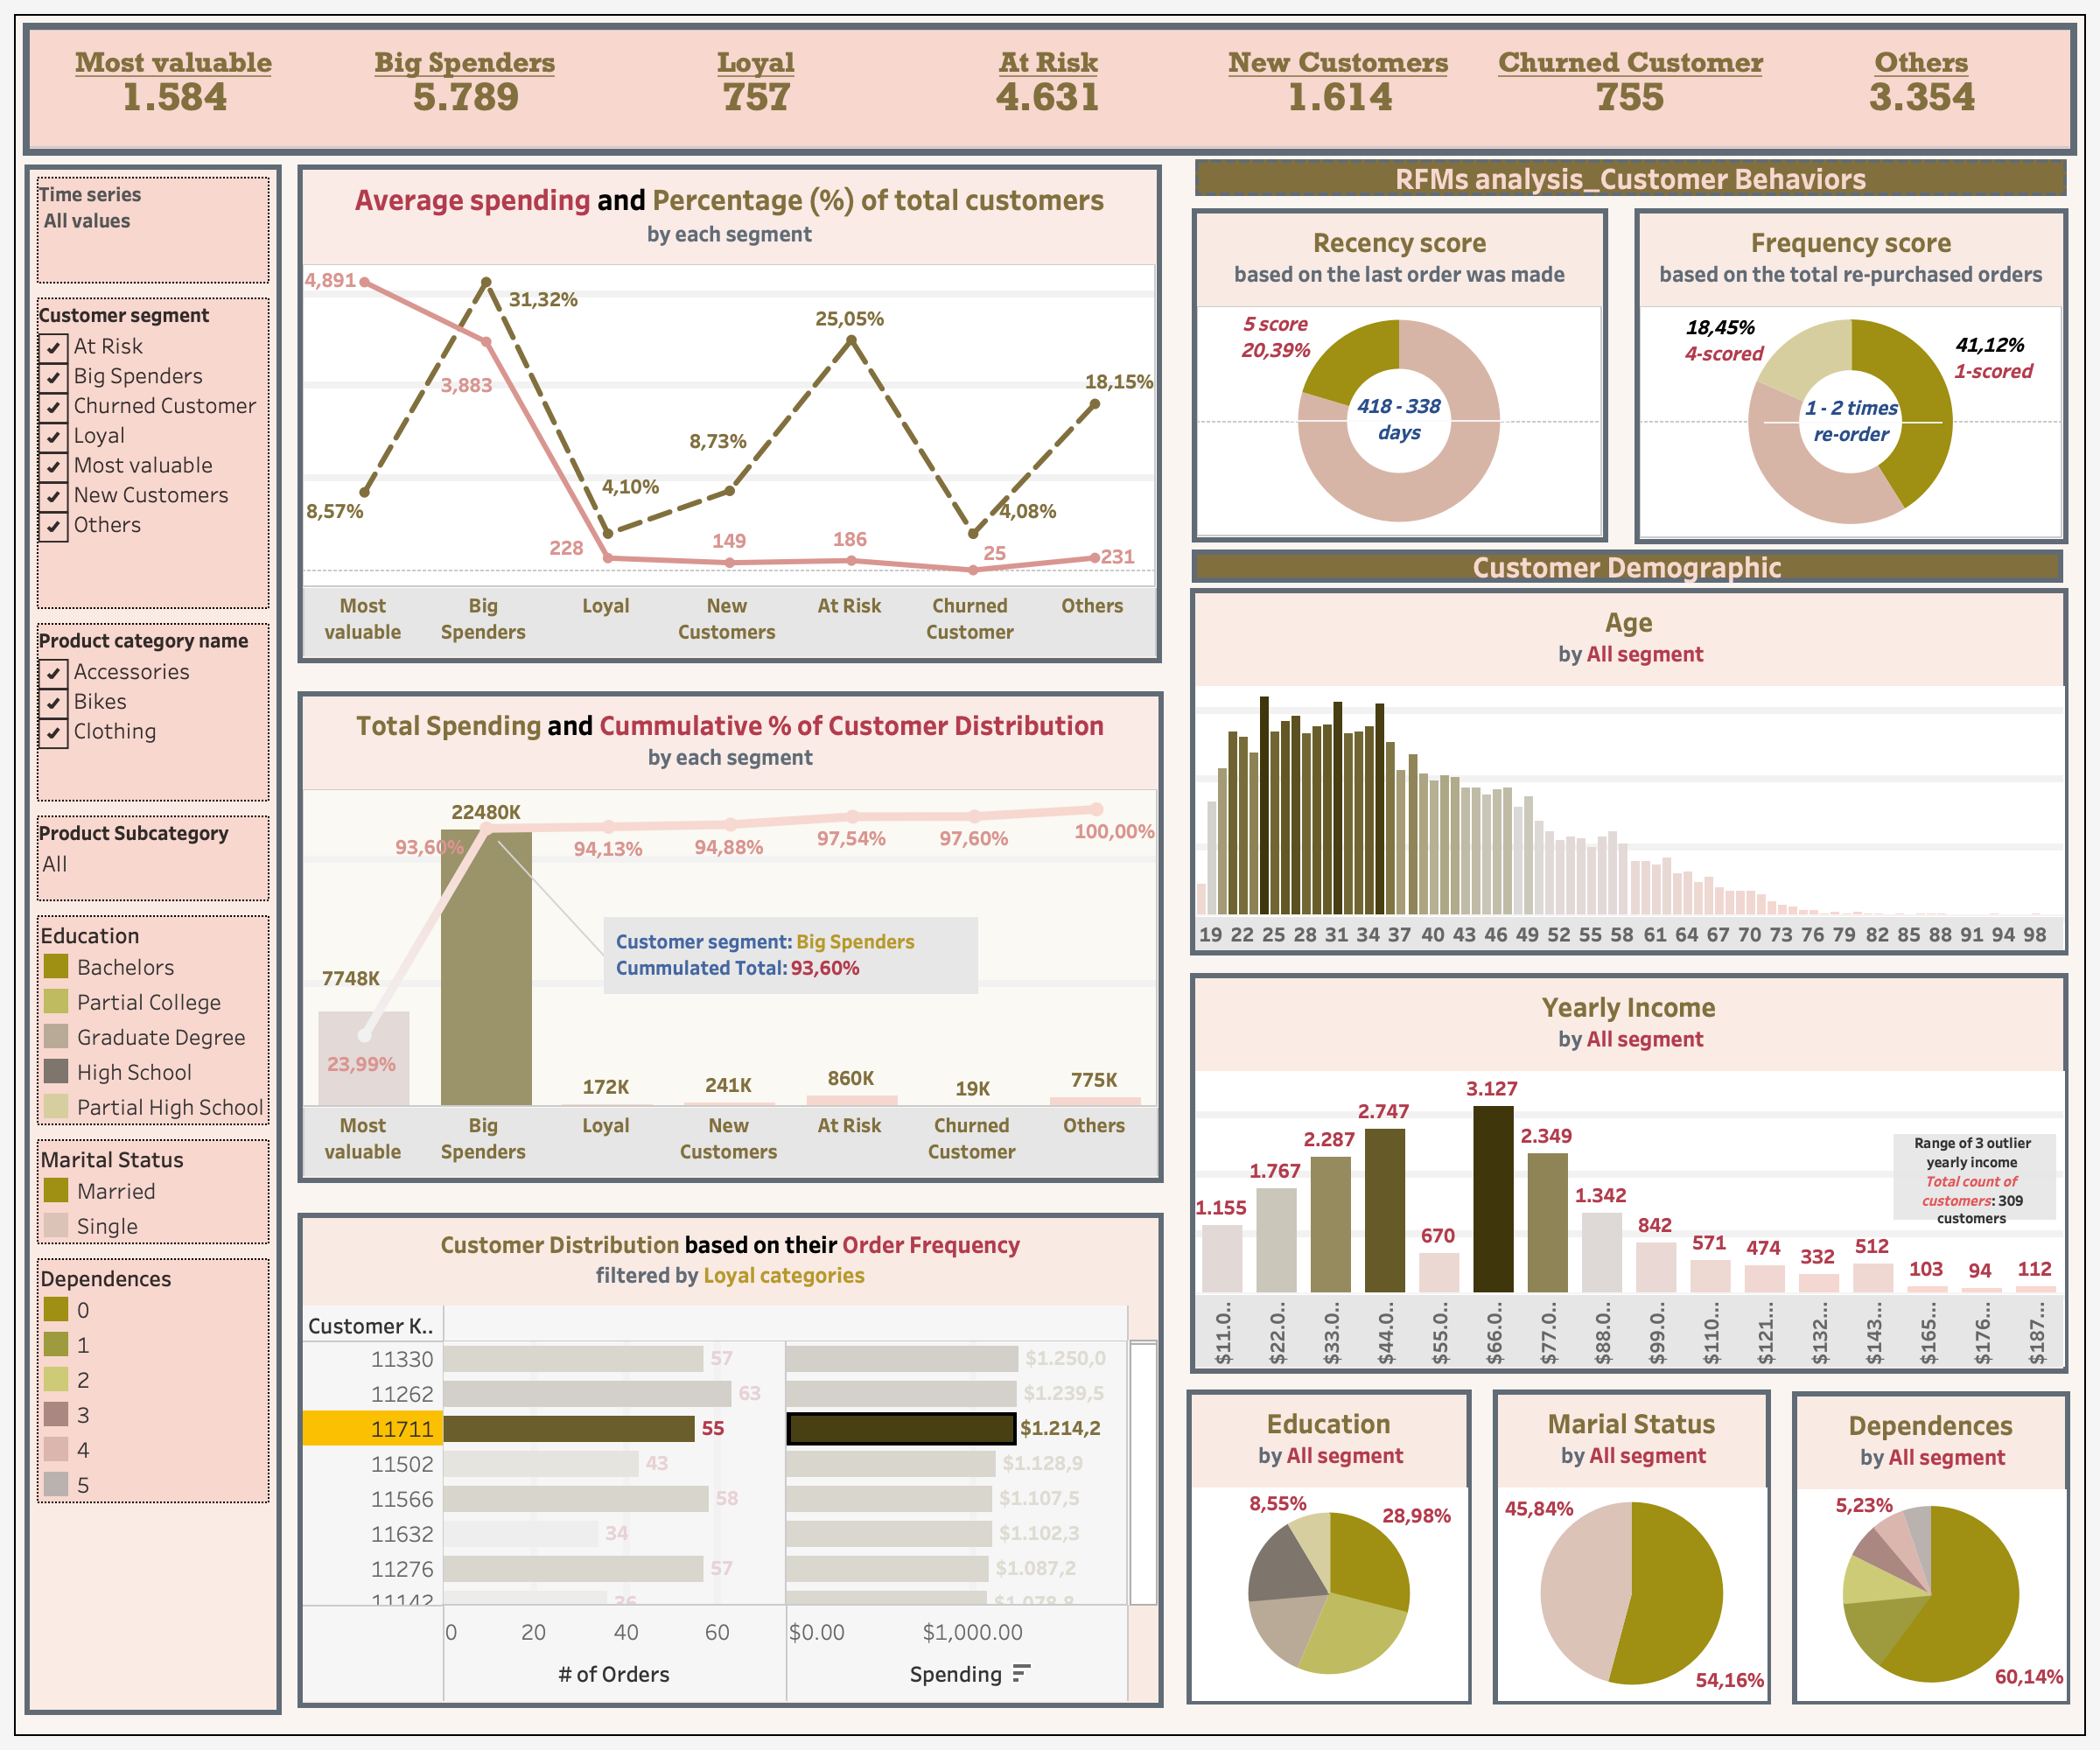 Most valuable
1.584
Big Spenders
5.789
Loyal
757
At Risk
4.631
New Customers
1.614
Churned Customer
755
Others
3.354
Time series
All values
Customer segment
At Risk
Big Spenders
Churned Customer
Loyal
Most valuable
New Customers
Others
Product category name
Accessories
Bikes
Clothing
Product Subcategory
All
Education
Bachelors
Partial College
Graduate Degree
High School
Partial High School
Marital Status
Married
Single
Dependences
0
1
2
3
4
5
Average spending and Percentage (%) of total customers
by each segment
4,891
31,32%
25,05%
18,15%
3,883
8,73%
4,10%
8,57%
4,08%
228
149
186
25
231
Most valuable
Big Spenders
Loyal
New Customers
At Risk
Churned Customer
Others
Total Spending and Cummulative % of Customer Distribution
by each segment
22480K
93,60%
94,13%
94,88%
97,54%
97,60%
100,00%
Customer segment: Big Spenders
Cummulated Total: 93,60%
7748K
23,99%
172K
241K
860K
19K
775K
Most valuable
Big Spenders
Loyal
New Customers
At Risk
Churned Customer
Others
Customer Distribution based on their Order Frequency
filtered by Loyal categories
Customer K..
11330 57 $1.250,0
11262 63 $1.239,5
11711 55 $1.214,2
11502 43 $1.128,9
11566 58 $1.107,5
11632 34 $1.102,3
11276 57 $1.087,2
11142 36 $1.078,8
0 20 40 60 $0.00 $1,000.00
# of Orders
Spending
RFMs analysis_Customer Behaviors
Recency score
based on the last order was made
5 score
20,39%
418 - 338
days
Frequency score
based on the total re-purchased orders
18,45%
4-scored
41,12%
1-scored
1 - 2 times
re-order
Customer Demographic
Age
by All segment
19 22 25 28 31 34 37 40 43 46 49 52 55 58 61 64 67 70 73 76 79 82 85 88 91 94 98
Yearly Income
by All segment
1.155
1.767
2.287
2.747
670
3.127
2.349
1.342
842
571
474
332
512
103
94
112
Range of 3 outlier
yearly income
Total count of
customers: 309
customers
$11.0..
$22.0..
$33.0..
$44.0..
$55.0..
$66.0..
$77.0..
$88.0..
$99.0..
$110...
$121...
$132...
$143...
$165...
$176...
$187...
Education
by All segment
8,55%
28,98%
Marial Status
by All segment
45,84%
54,16%
Dependences
by All segment
5,23%
60,14%